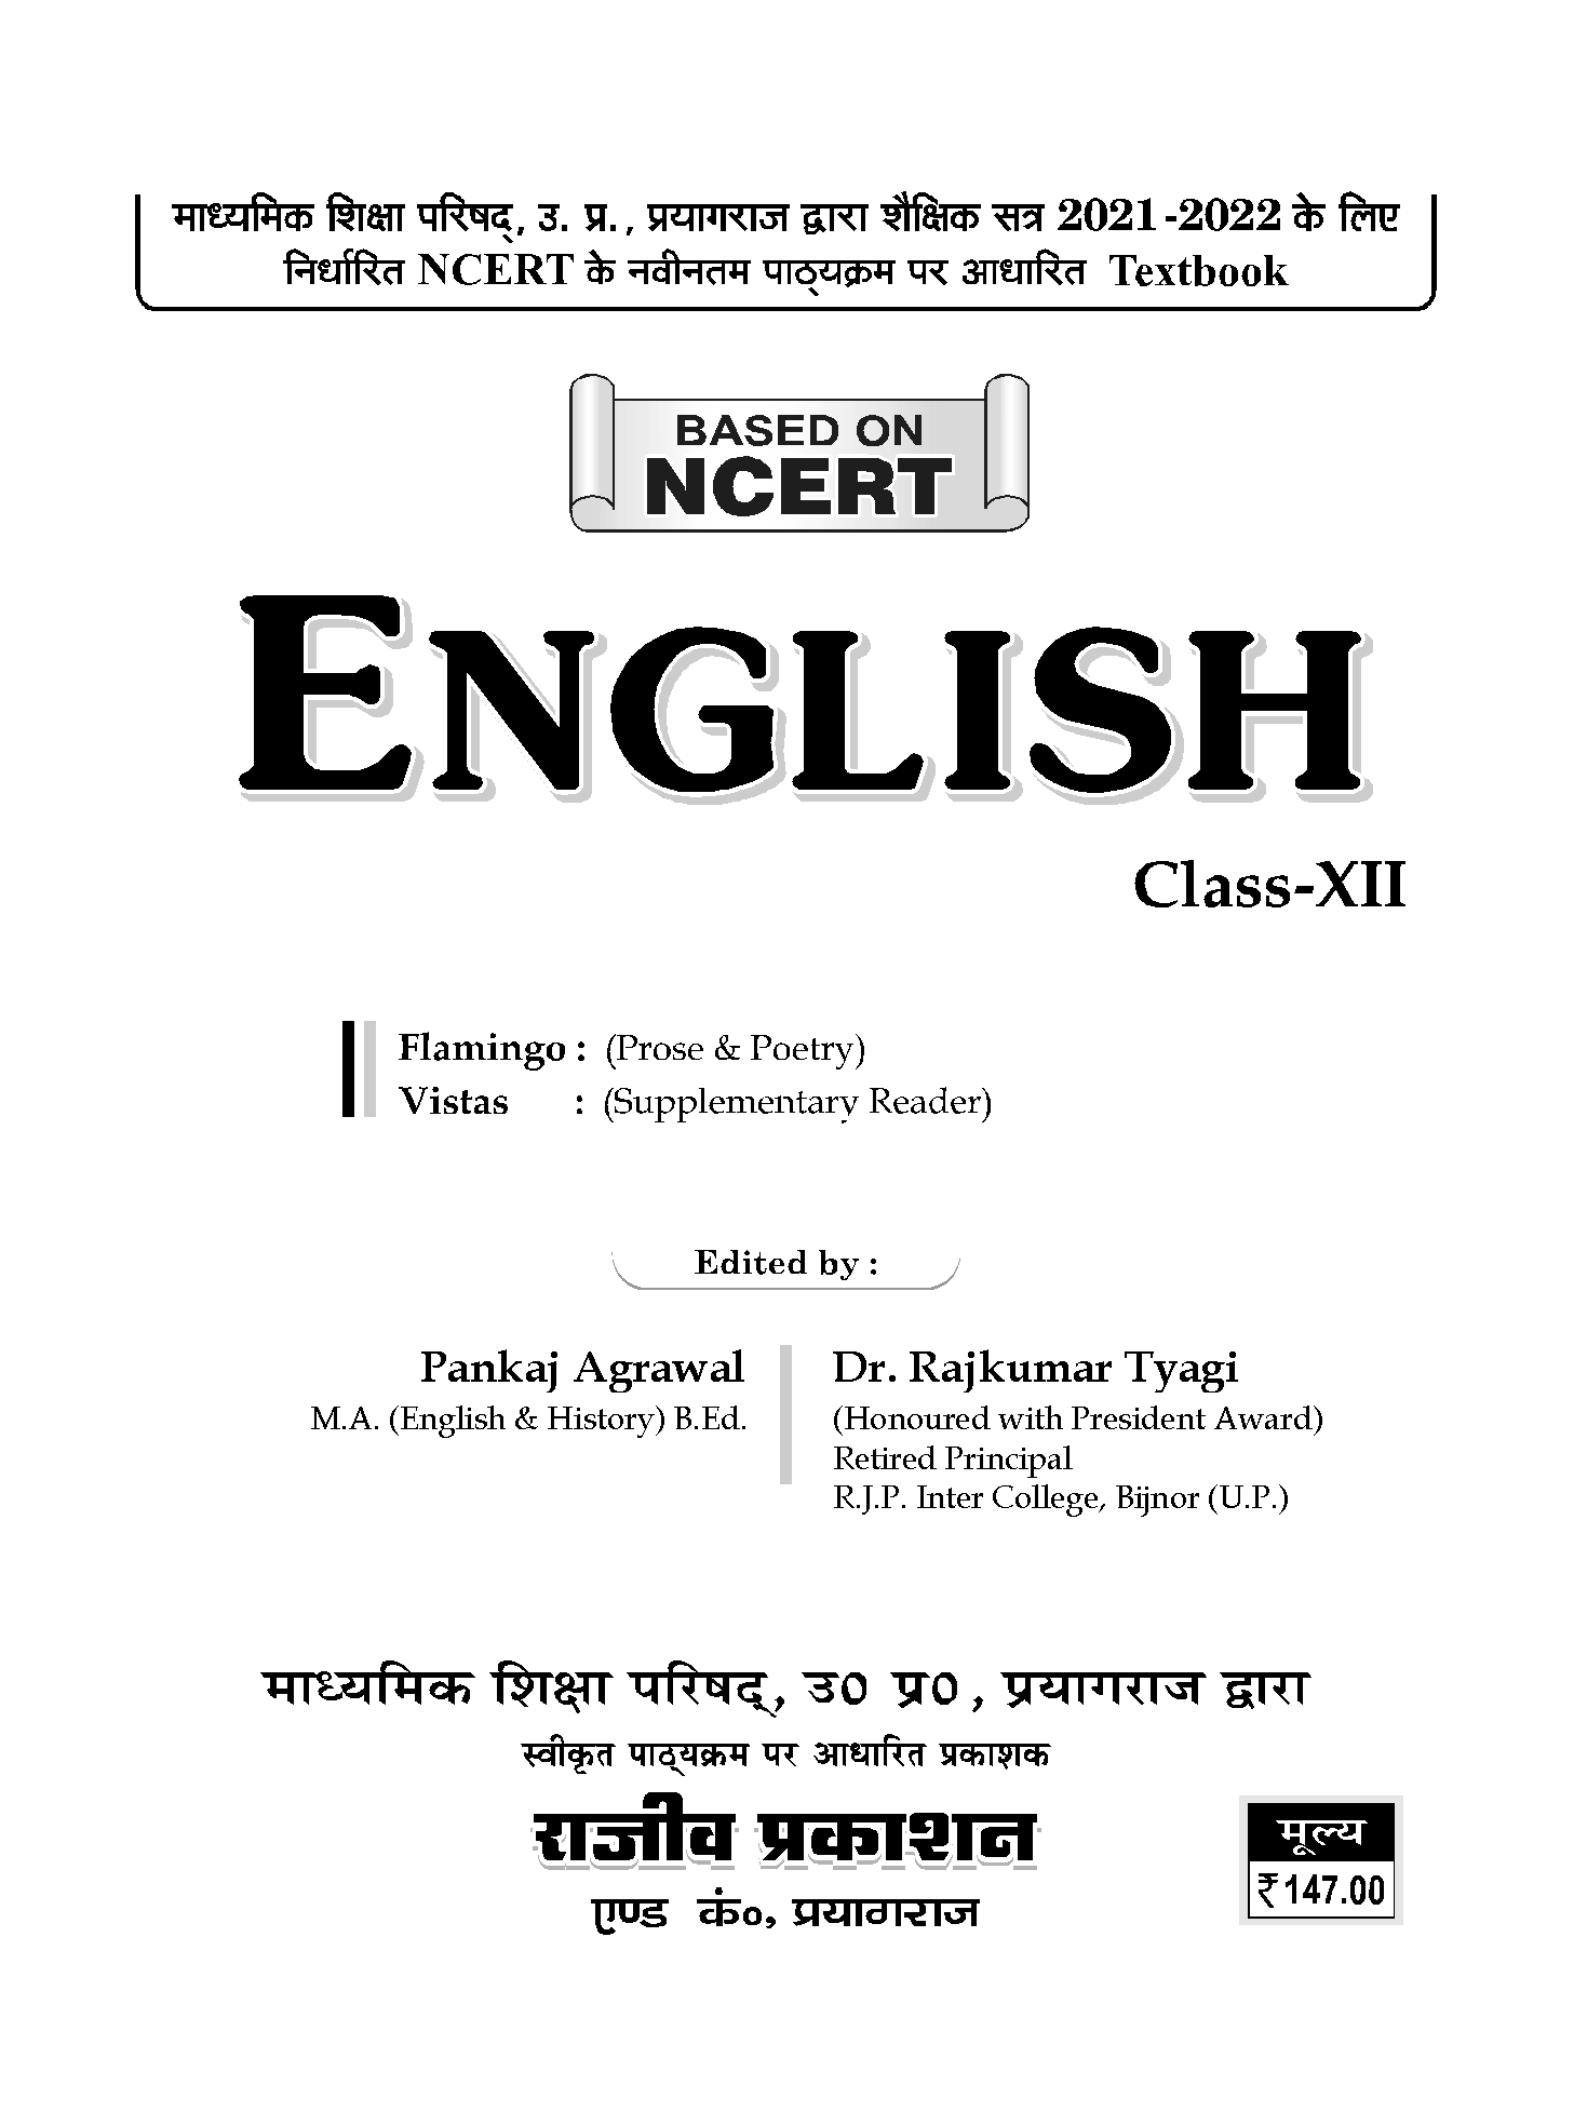 माध्यमिक शिक्षा परिषद्, उ. प्र., प्रयागराज द्वारा शैक्षिक सत्र 2021-2022 के लिए
निर्धारित NCERT के नवीनतम पाठ्यक्रम पर आधारित Textbook
BASED ON
NCERT
ENGLISH
Class-XII
Flamingo : (Prose & Poetry)
Vistas : (Supplementary Reader)
Edited by :
Pankaj Agrawal
M.A. (English & History) B.Ed.
Dr. Rajkumar Tyagi
(Honoured with President Award)
Retired Principal
R.J.P. Inter College, Bijnor (U.P.)
माध्यमिक शिक्षा परिषद्, उ0 प्र0, प्रयागराज द्वारा
स्वीकृत पाठ्यक्रम पर आधारित प्रकाशक
राजीव प्रकाशन
एण्ड कं०, प्रयागराज
मूल्य
₹147.00